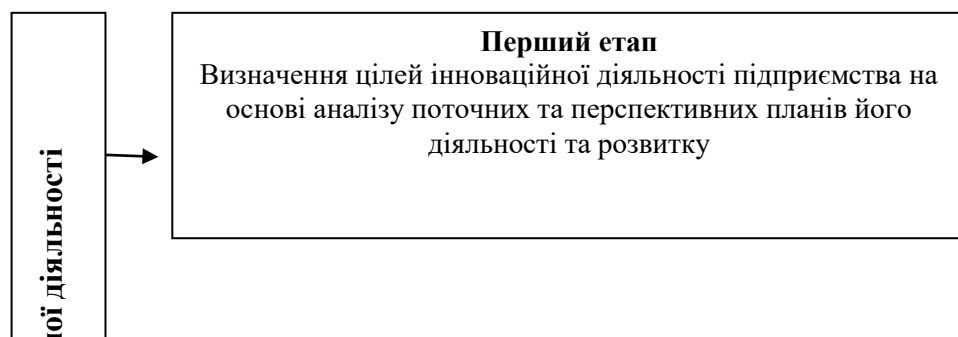 Перший етап
Визначення цілей інноваційної діяльності підприємства на
основі аналізу поточних та перспективних планів його
діяльності та розвитку
діяльності